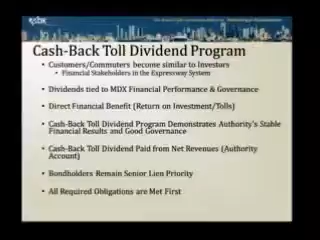 Cash-Back Toll Dividend Program
• Customers/Commuters become similar to Investors
• Financial Stakeholders in the Expressway System
• Dividends tied to MDX Financial Performance & Governance
• Direct Financial Benefit (Return on Investment/Tolls)
• Cash-Back Toll Dividend Program Demonstrates Authority's Stable
Financial Results and Good Governance
• Cash-Back Toll Dividend Paid from Net Revenues (Authority
Account)
• Bondholders Remain Senior Lien Priority
• All Required Obligations are Met First